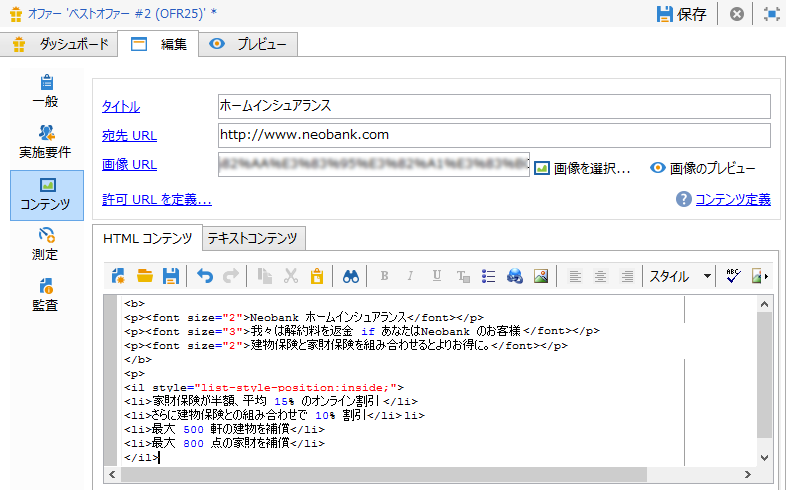 オファー 'ベストオファー #2 (OFR25)' *
保存
ダッシュボード
編集
プレビュー
一般
実施要件
コンテンツ
測定
監査
タイトル
ホームインシュアランス
宛先 URL
http://www.neobank.com
画像 URL
画像を選択...
画像のプレビュー
許可 URL を定義...
コンテンツ定義
HTML コンテンツ
テキストコンテンツ
B I U
スタイル
ABC
<b>
<p><font size="2">Neobank ホームインシュアランス</font></p>
<p><font size="3">我々は解約料を返金 if あなたはNeobank のお客様</font></p>
<p><font size="2">建物保険と家財保険を組み合わせるとよりお得に。</font></p>
</b>
<p>
<il style="list-style-position:inside;">
<li>家財保険が半額、平均 15% のオンライン割引 </li>
<li>さらに建物保険との組み合わせで 10% 割引</li>li>
<li>最大 500 軒の建物を補償</li>
<li>最大 800 点の家財を補償</li>
</il>